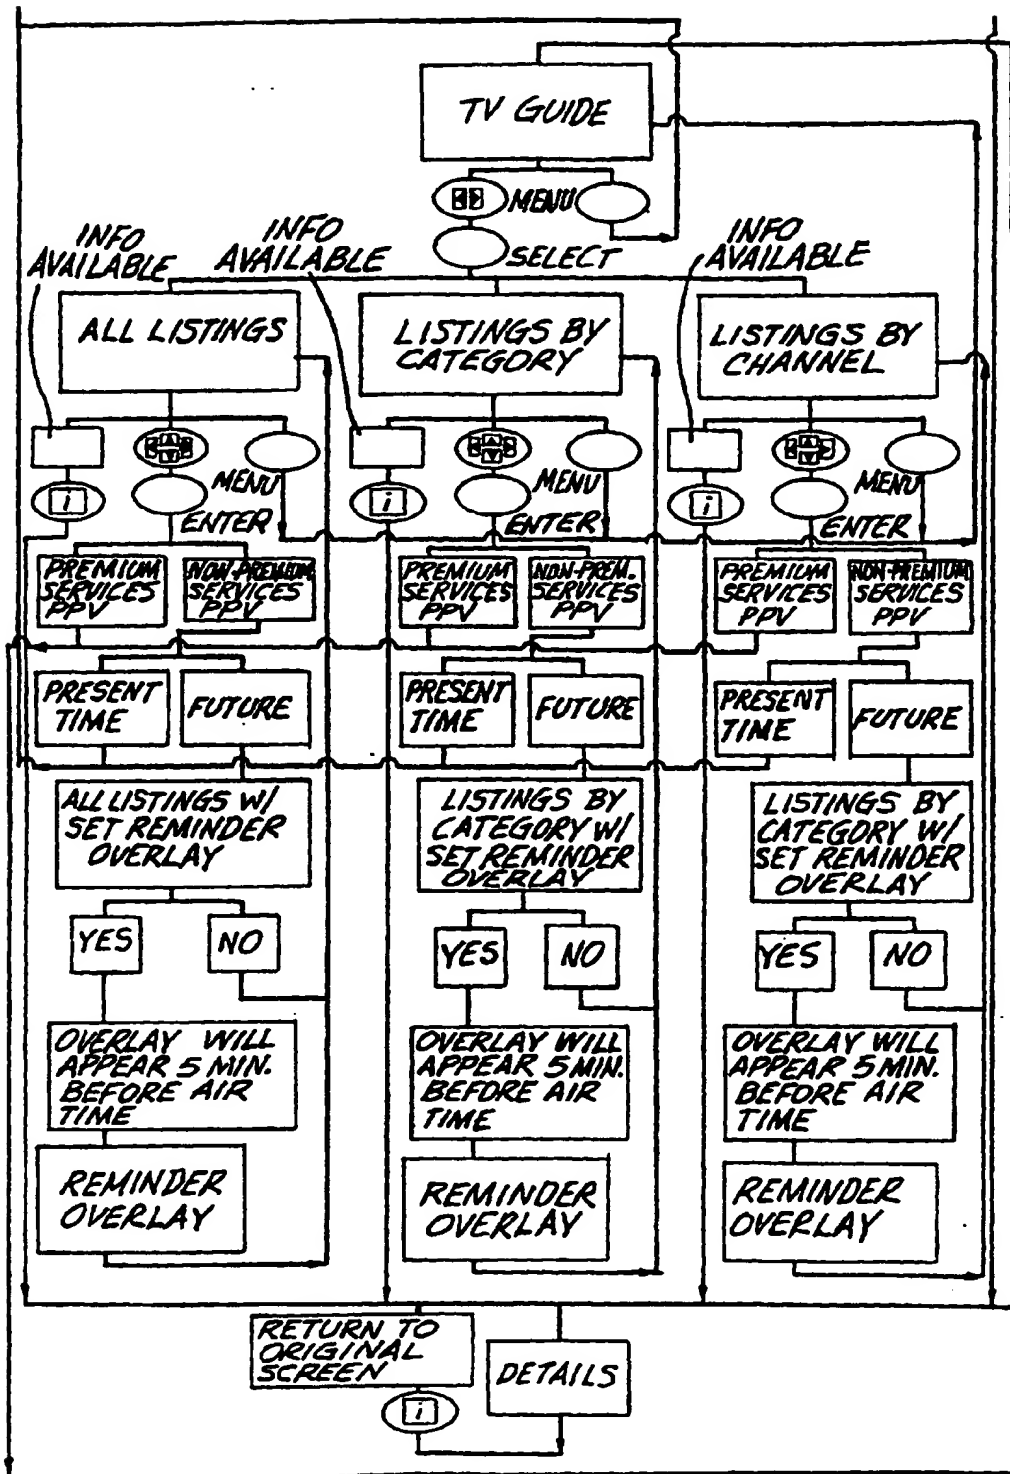 TV GUIDE
MENU
SELECT
INFO
AVAILABLE
INFO
AVAILABLE
INFO
AVAILABLE
ALL LISTINGS
LISTINGS BY
CATEGORY
LISTINGS BY
CHANNEL
i
MENU
ENTER
i
MENU
ENTER
i
MENU
ENTER
PREMIUM
SERVICES
PPV
NON-PREMIUM
SERVICES
PPV
PREMIUM
SERVICES
PPV
NON-PREM.
SERVICES
PPV
PREMIUM
SERVICES
PPV
NON-PREMIUM
SERVICES
PPV
PRESENT
TIME
FUTURE
PRESENT
TIME
FUTURE
PRESENT
TIME
FUTURE
ALL LISTINGS W/
SET REMINDER
OVERLAY
LISTINGS BY
CATEGORY W/
SET REMINDER
OVERLAY
LISTINGS BY
CATEGORY W/
SET REMINDER
OVERLAY
YES
NO
YES
NO
YES
NO
OVERLAY WILL
APPEAR 5 MIN.
BEFORE AIR
TIME
OVERLAY WILL
APPEAR 5 MIN.
BEFORE AIR
TIME
OVERLAY WILL
APPEAR 5 MIN.
BEFORE AIR
TIME
REMINDER
OVERLAY
REMINDER
OVERLAY
REMINDER
OVERLAY
RETURN TO
ORIGINAL
SCREEN
DETAILS
i